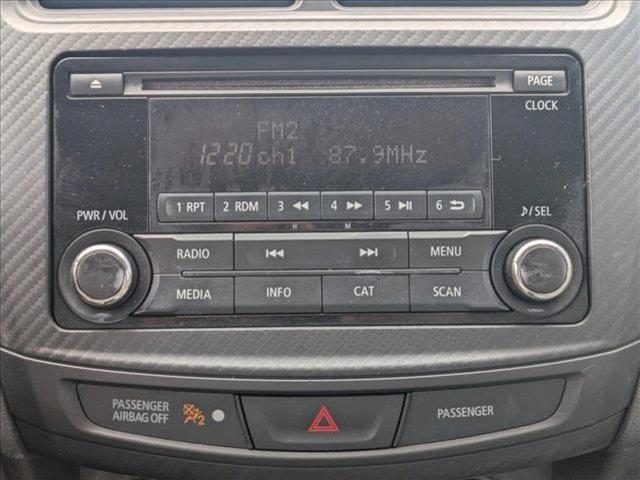 PAGE
CLOCK
FM2
1220 ch1 87.9MHz
1 RPT 2 RDM 3 4 5 6
H M
PWR / VOL
♪/SEL
RADIO MENU
MEDIA INFO CAT SCAN
PASSENGER
AIRBAG OFF
2
PASSENGER